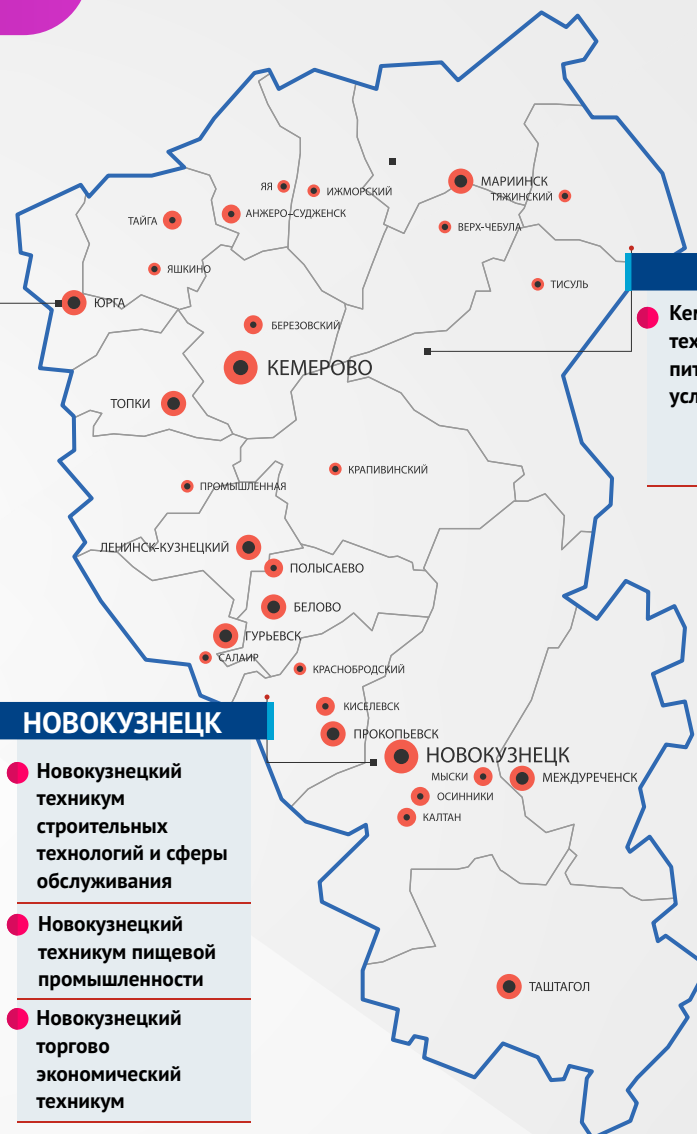 ЯЯ
ИЖМОРСКИЙ
МАРИИНСК
ТЯЖИНСКИЙ
ТАЙГА
АНЖЕРО-СУДЖЕНСК
ВЕРХ-ЧЕБУЛА
ЯШКИНО
ТИСУЛЬ
ЮРГА
БЕРЕЗОВСКИЙ
КЕМЕРОВО
ТОПКИ
КРАПИВИНСКИЙ
ПРОМЫШЛЕННАЯ
ЛЕНИНСК-КУЗНЕЦКИЙ
ПОЛЫСАЕВО
БЕЛОВО
ГУРЬЕВСК
САЛАИР
КРАСНОБРОДСКИЙ
КИСЕЛЕВСК
ПРОКОПЬЕВСК
НОВОКУЗНЕЦК
МЫСКИ
МЕЖДУРЕЧЕНСК
ОСИННИКИ
КАЛТАН
ТАШТАГОЛ
НОВОКУЗНЕЦК
Новокузнецкий
техникум
строительных
технологий и сферы
обслуживания
Новокузнецкий
техникум пищевой
промышленности
Новокузнецкий
торгово
экономический
техникум